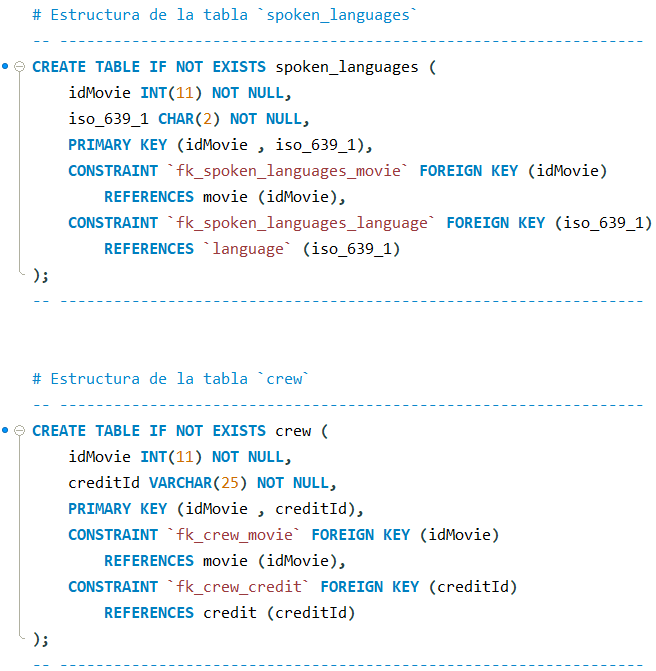 # Estructura de la tabla `spoken_languages`
-- -----------------------------------------------------------------
CREATE TABLE IF NOT EXISTS spoken_languages (
idMovie INT(11) NOT NULL,
iso_639_1 CHAR(2) NOT NULL,
PRIMARY KEY (idMovie , iso_639_1),
CONSTRAINT `fk_spoken_languages_movie` FOREIGN KEY (idMovie)
REFERENCES movie (idMovie),
CONSTRAINT `fk_spoken_languages_language` FOREIGN KEY (iso_639_1)
REFERENCES `language` (iso_639_1)
);
-- -----------------------------------------------------------------
# Estructura de la tabla `crew`
-- -----------------------------------------------------------------
CREATE TABLE IF NOT EXISTS crew (
idMovie INT(11) NOT NULL,
creditId VARCHAR(25) NOT NULL,
PRIMARY KEY (idMovie , creditId),
CONSTRAINT `fk_crew_movie` FOREIGN KEY (idMovie)
REFERENCES movie (idMovie),
CONSTRAINT `fk_crew_credit` FOREIGN KEY (creditId)
REFERENCES credit (creditId)
);
-- -----------------------------------------------------------------